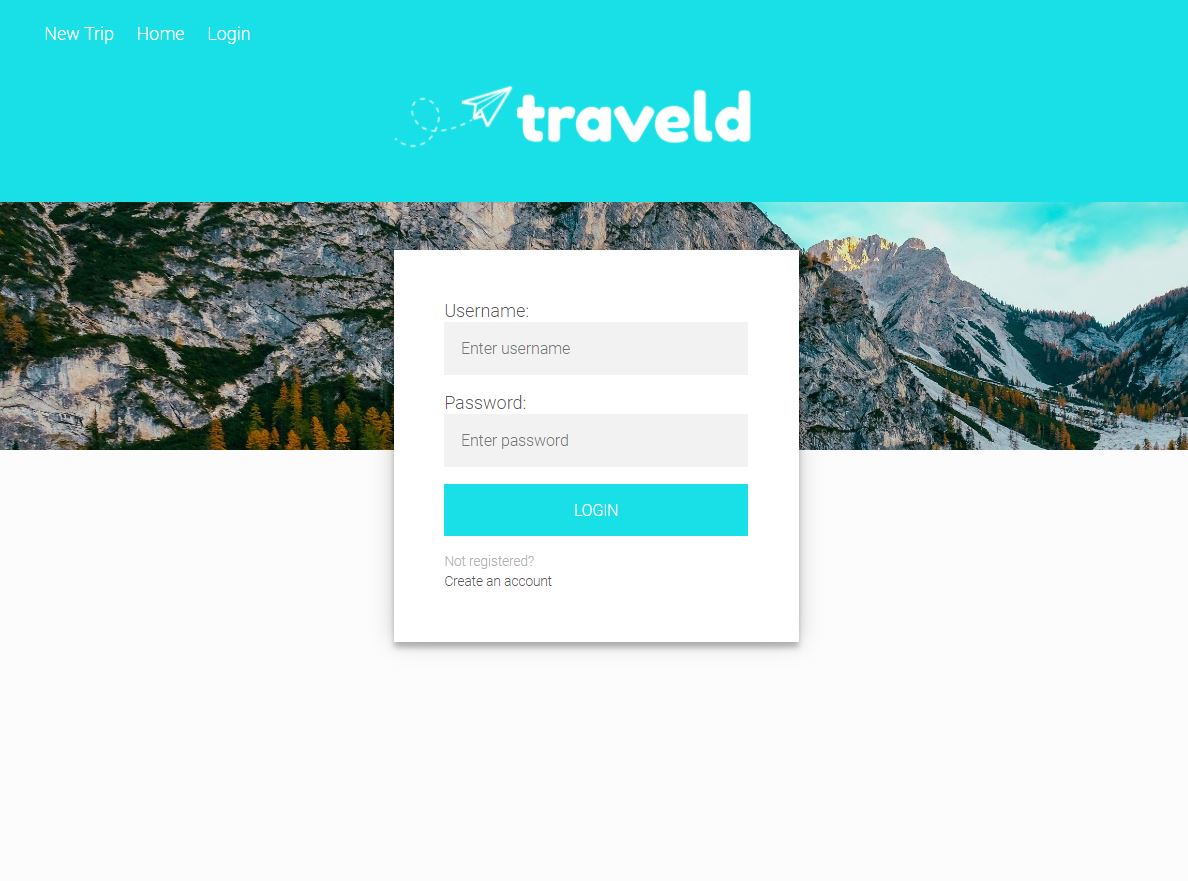 New Trip Home Login
traveld
Username:
Enter username
Password:
Enter password
LOGIN
Not registered?
Create an account